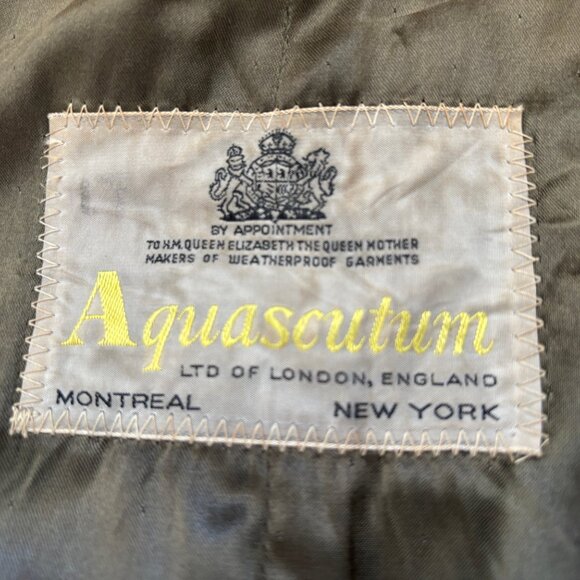 BY APPOINTMENT
TO H.M. QUEEN ELIZABETH THE QUEEN MOTHER
MAKERS OF WEATHERPROOF GARMENTS
Aquascutum
LTD OF LONDON, ENGLAND
MONTREAL NEW YORK